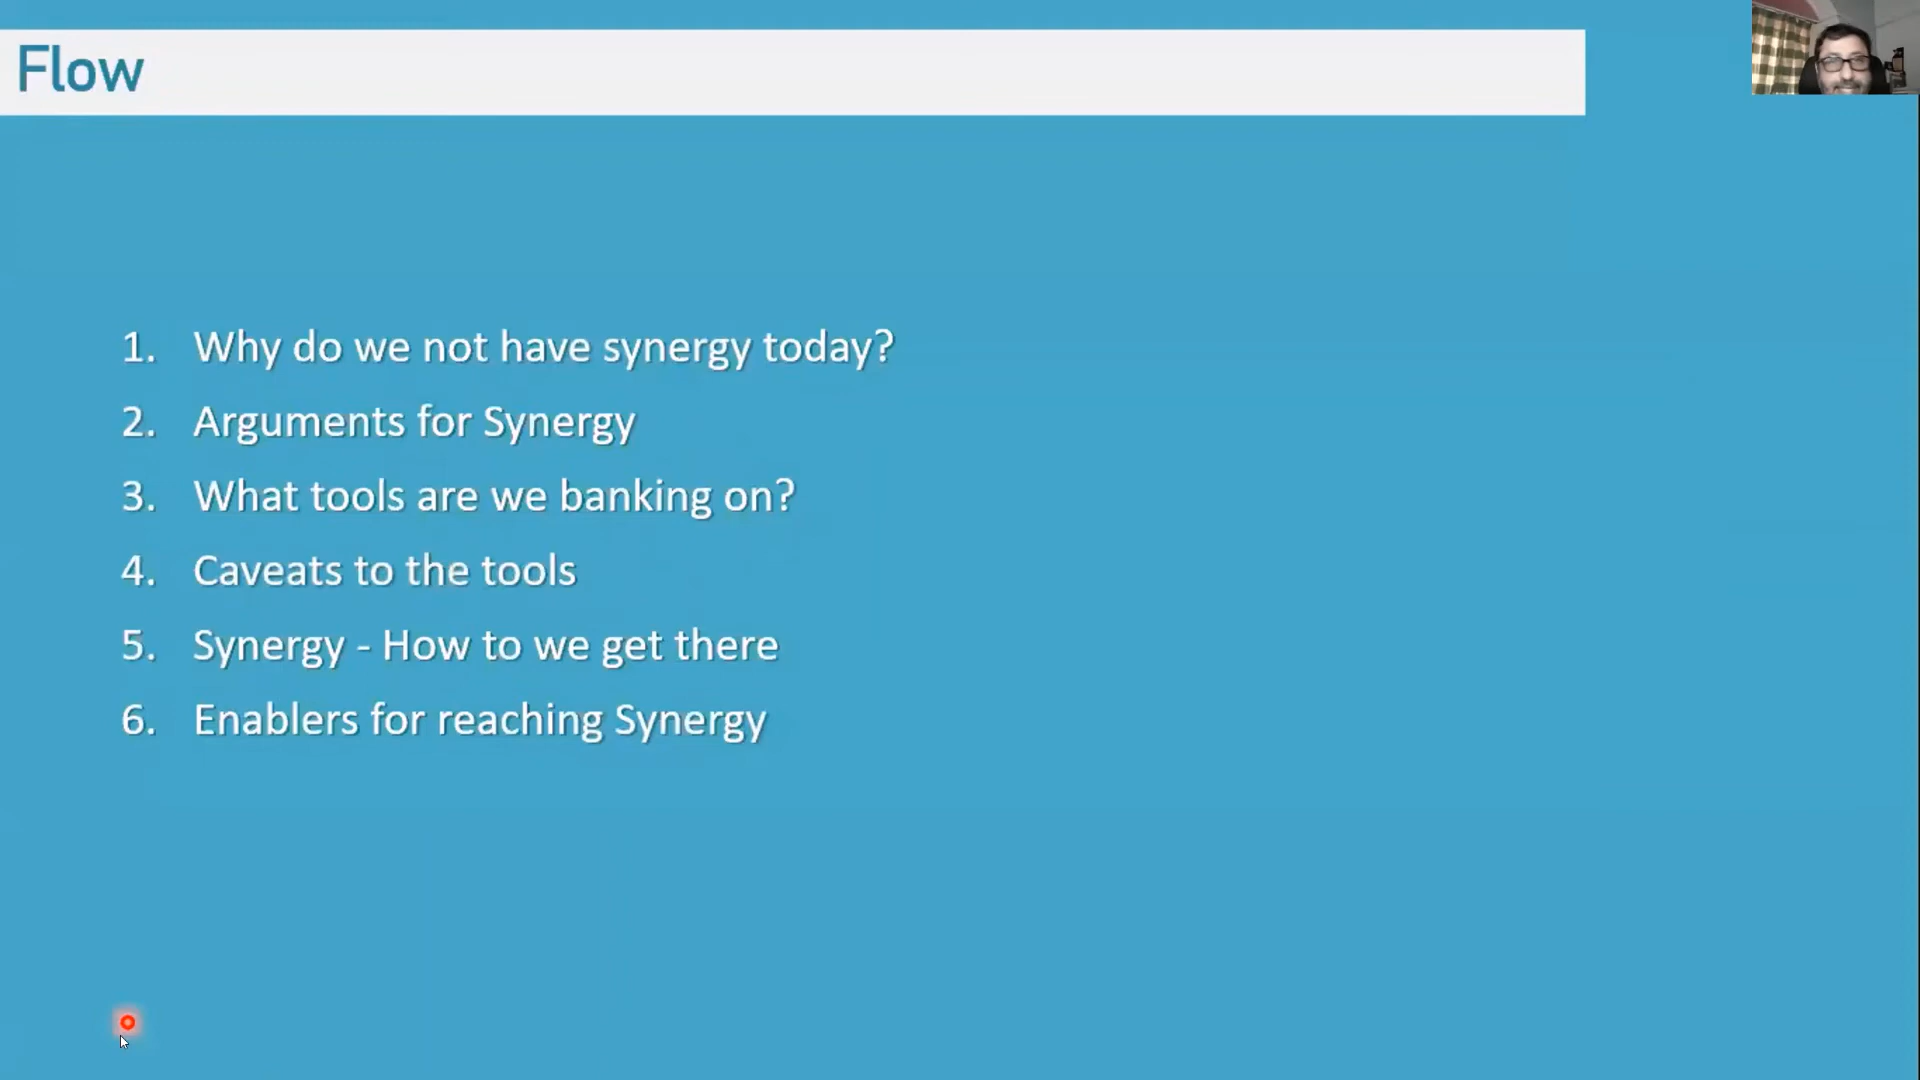 Flow
1. Why do we not have synergy today?
2. Arguments for Synergy
3. What tools are we banking on?
4. Caveats to the tools
5. Synergy - How to we get there
6. Enablers for reaching Synergy